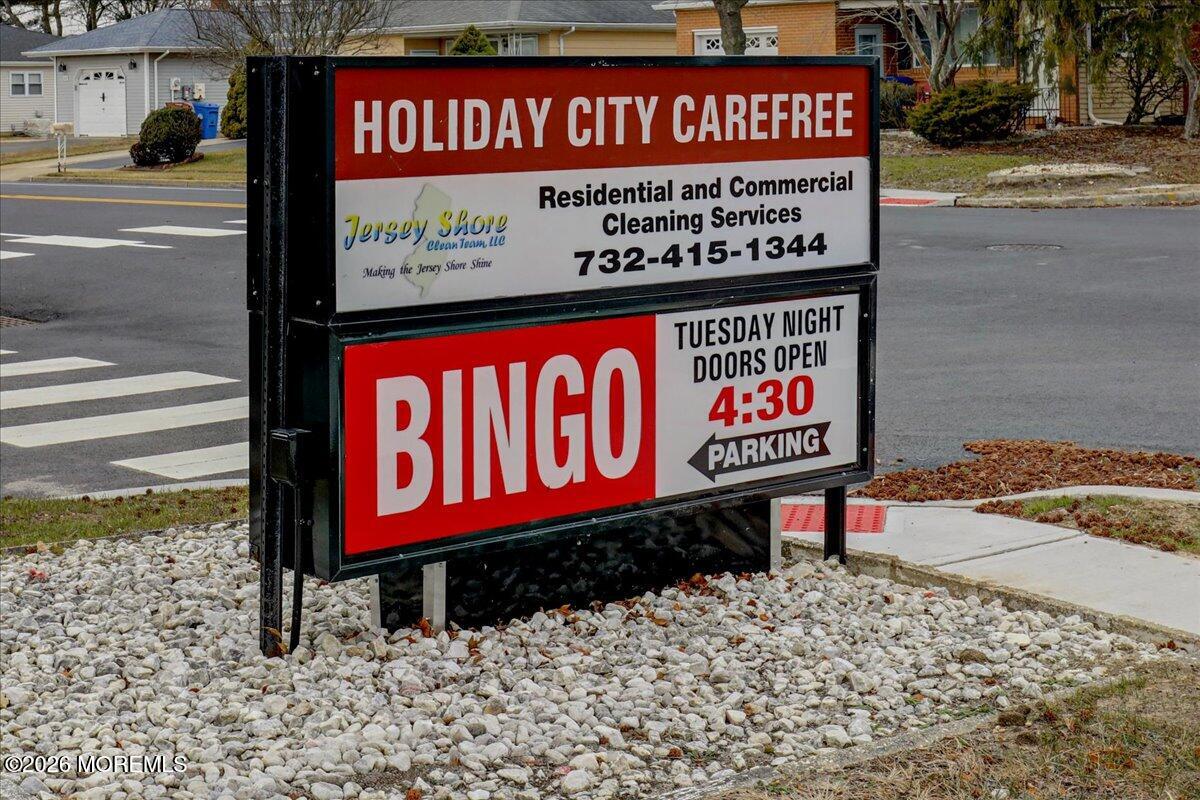 HOLIDAY CITY CAREFREE
Jersey Shore
Clean Team, LLC
Making the Jersey Shore Shine
Residential and Commercial
Cleaning Services
732-415-1344
BINGO
TUESDAY NIGHT
DOORS OPEN
4:30
PARKING
©2026 MOREMLS